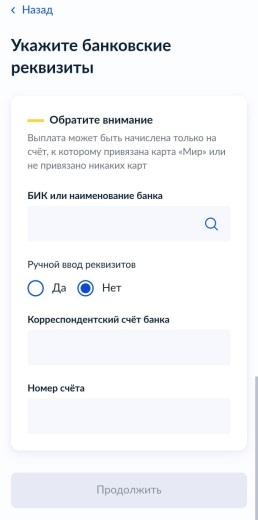 Назад
Укажите банковские
реквизиты
Обратите внимание
Выплата может быть начислена только на
счёт, к которому привязана карта «Мир» или
не привязано никаких карт
БИК или наименование банка
Ручной ввод реквизитов
Да Нет
Корреспондентский счёт банка
Номер счёта
Продолжить